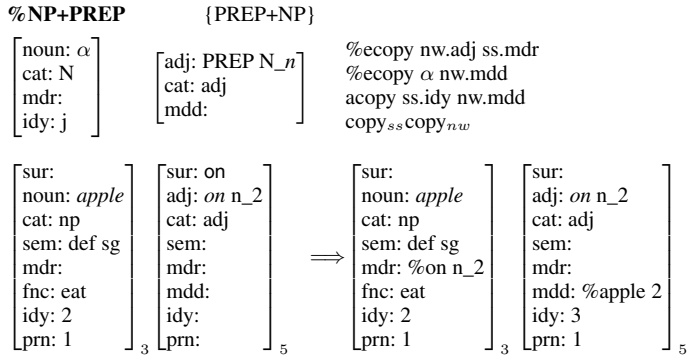 %NP+PREP {PREP+NP}
noun: α
cat: N
mdr:
idy: j
adj: PREP N_n
cat: adj
mdd:
%ecopy nw.adj ss.mdr
%ecopy α nw.mdd
acopy ss.idy nw.mdd
copyₛₛcopyₙw
sur:
noun: apple
cat: np
sem: def sg
mdr:
fnc: eat
idy: 2
prn: 1
3
sur: on
adj: on n_2
cat: adj
sem:
mdr:
mdd:
idy:
prn:
5
⟹
sur:
noun: apple
cat: np
sem: def sg
mdr: %on n_2
fnc: eat
idy: 2
prn: 1
3
sur:
adj: on n_2
cat: adj
sem:
mdr:
mdd: %apple 2
idy: 3
prn: 1
5